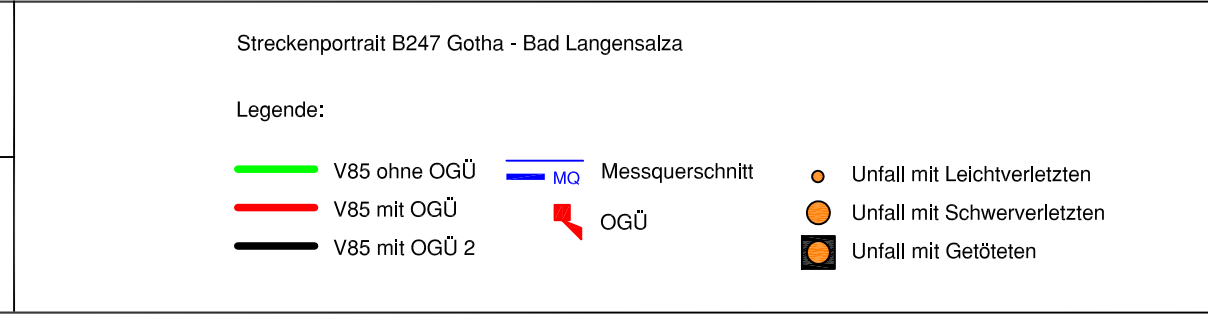 Streckenportrait B247 Gotha - Bad Langensalza
Legende:
V85 ohne OGÜ
V85 mit OGÜ
V85 mit OGÜ 2
MQ Messquerschnitt
OGÜ
Unfall mit Leichtverletzten
Unfall mit Schwerverletzten
Unfall mit Getöteten